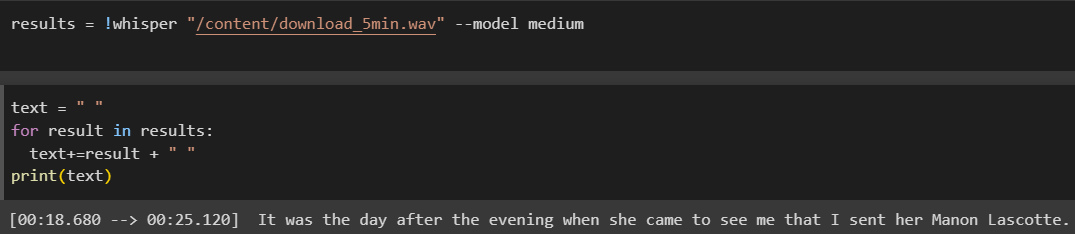 results = !whisper "/content/download_5min.wav" --model medium
text = " "
for result in results:
  text+=result + " "
print(text)
[00:18.680 --> 00:25.120]  It was the day after the evening when she came to see me that I sent her Manon Lascotte.